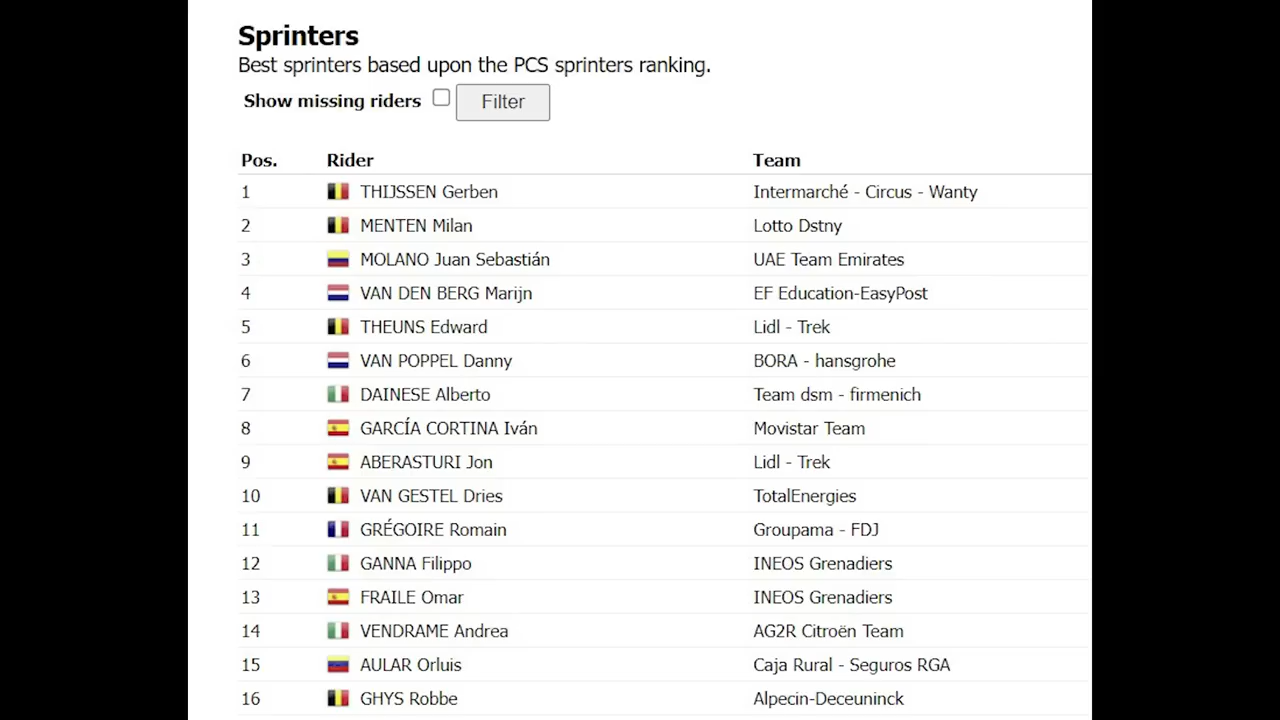 Sprinters
Best sprinters based upon the PCS sprinters ranking.
Show missing riders Filter
Pos. Rider Team
1 THIJSSEN Gerben Intermarché - Circus - Wanty
2 MENTEN Milan Lotto Dstny
3 MOLANO Juan Sebastián UAE Team Emirates
4 VAN DEN BERG Marijn EF Education-EasyPost
5 THEUNS Edward Lidl - Trek
6 VAN POPPEL Danny BORA - hansgrohe
7 DAINESE Alberto Team dsm - firmenich
8 GARCÍA CORTINA Iván Movistar Team
9 ABERASTURI Jon Lidl - Trek
10 VAN GESTEL Dries TotalEnergies
11 GRÉGOIRE Romain Groupama - FDJ
12 GANNA Filippo INEOS Grenadiers
13 FRAILE Omar INEOS Grenadiers
14 VENDRAME Andrea AG2R Citroën Team
15 AULAR Orluis Caja Rural - Seguros RGA
16 GHYS Robbe Alpecin-Deceuninck